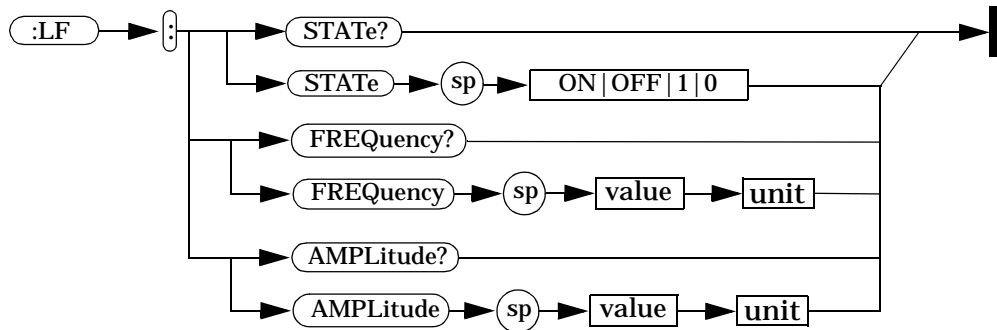 :LF : STATe?
STATe sp ON|OFF|1|0
FREQuency?
FREQuency sp value unit
AMPLitude?
AMPLitude sp value unit